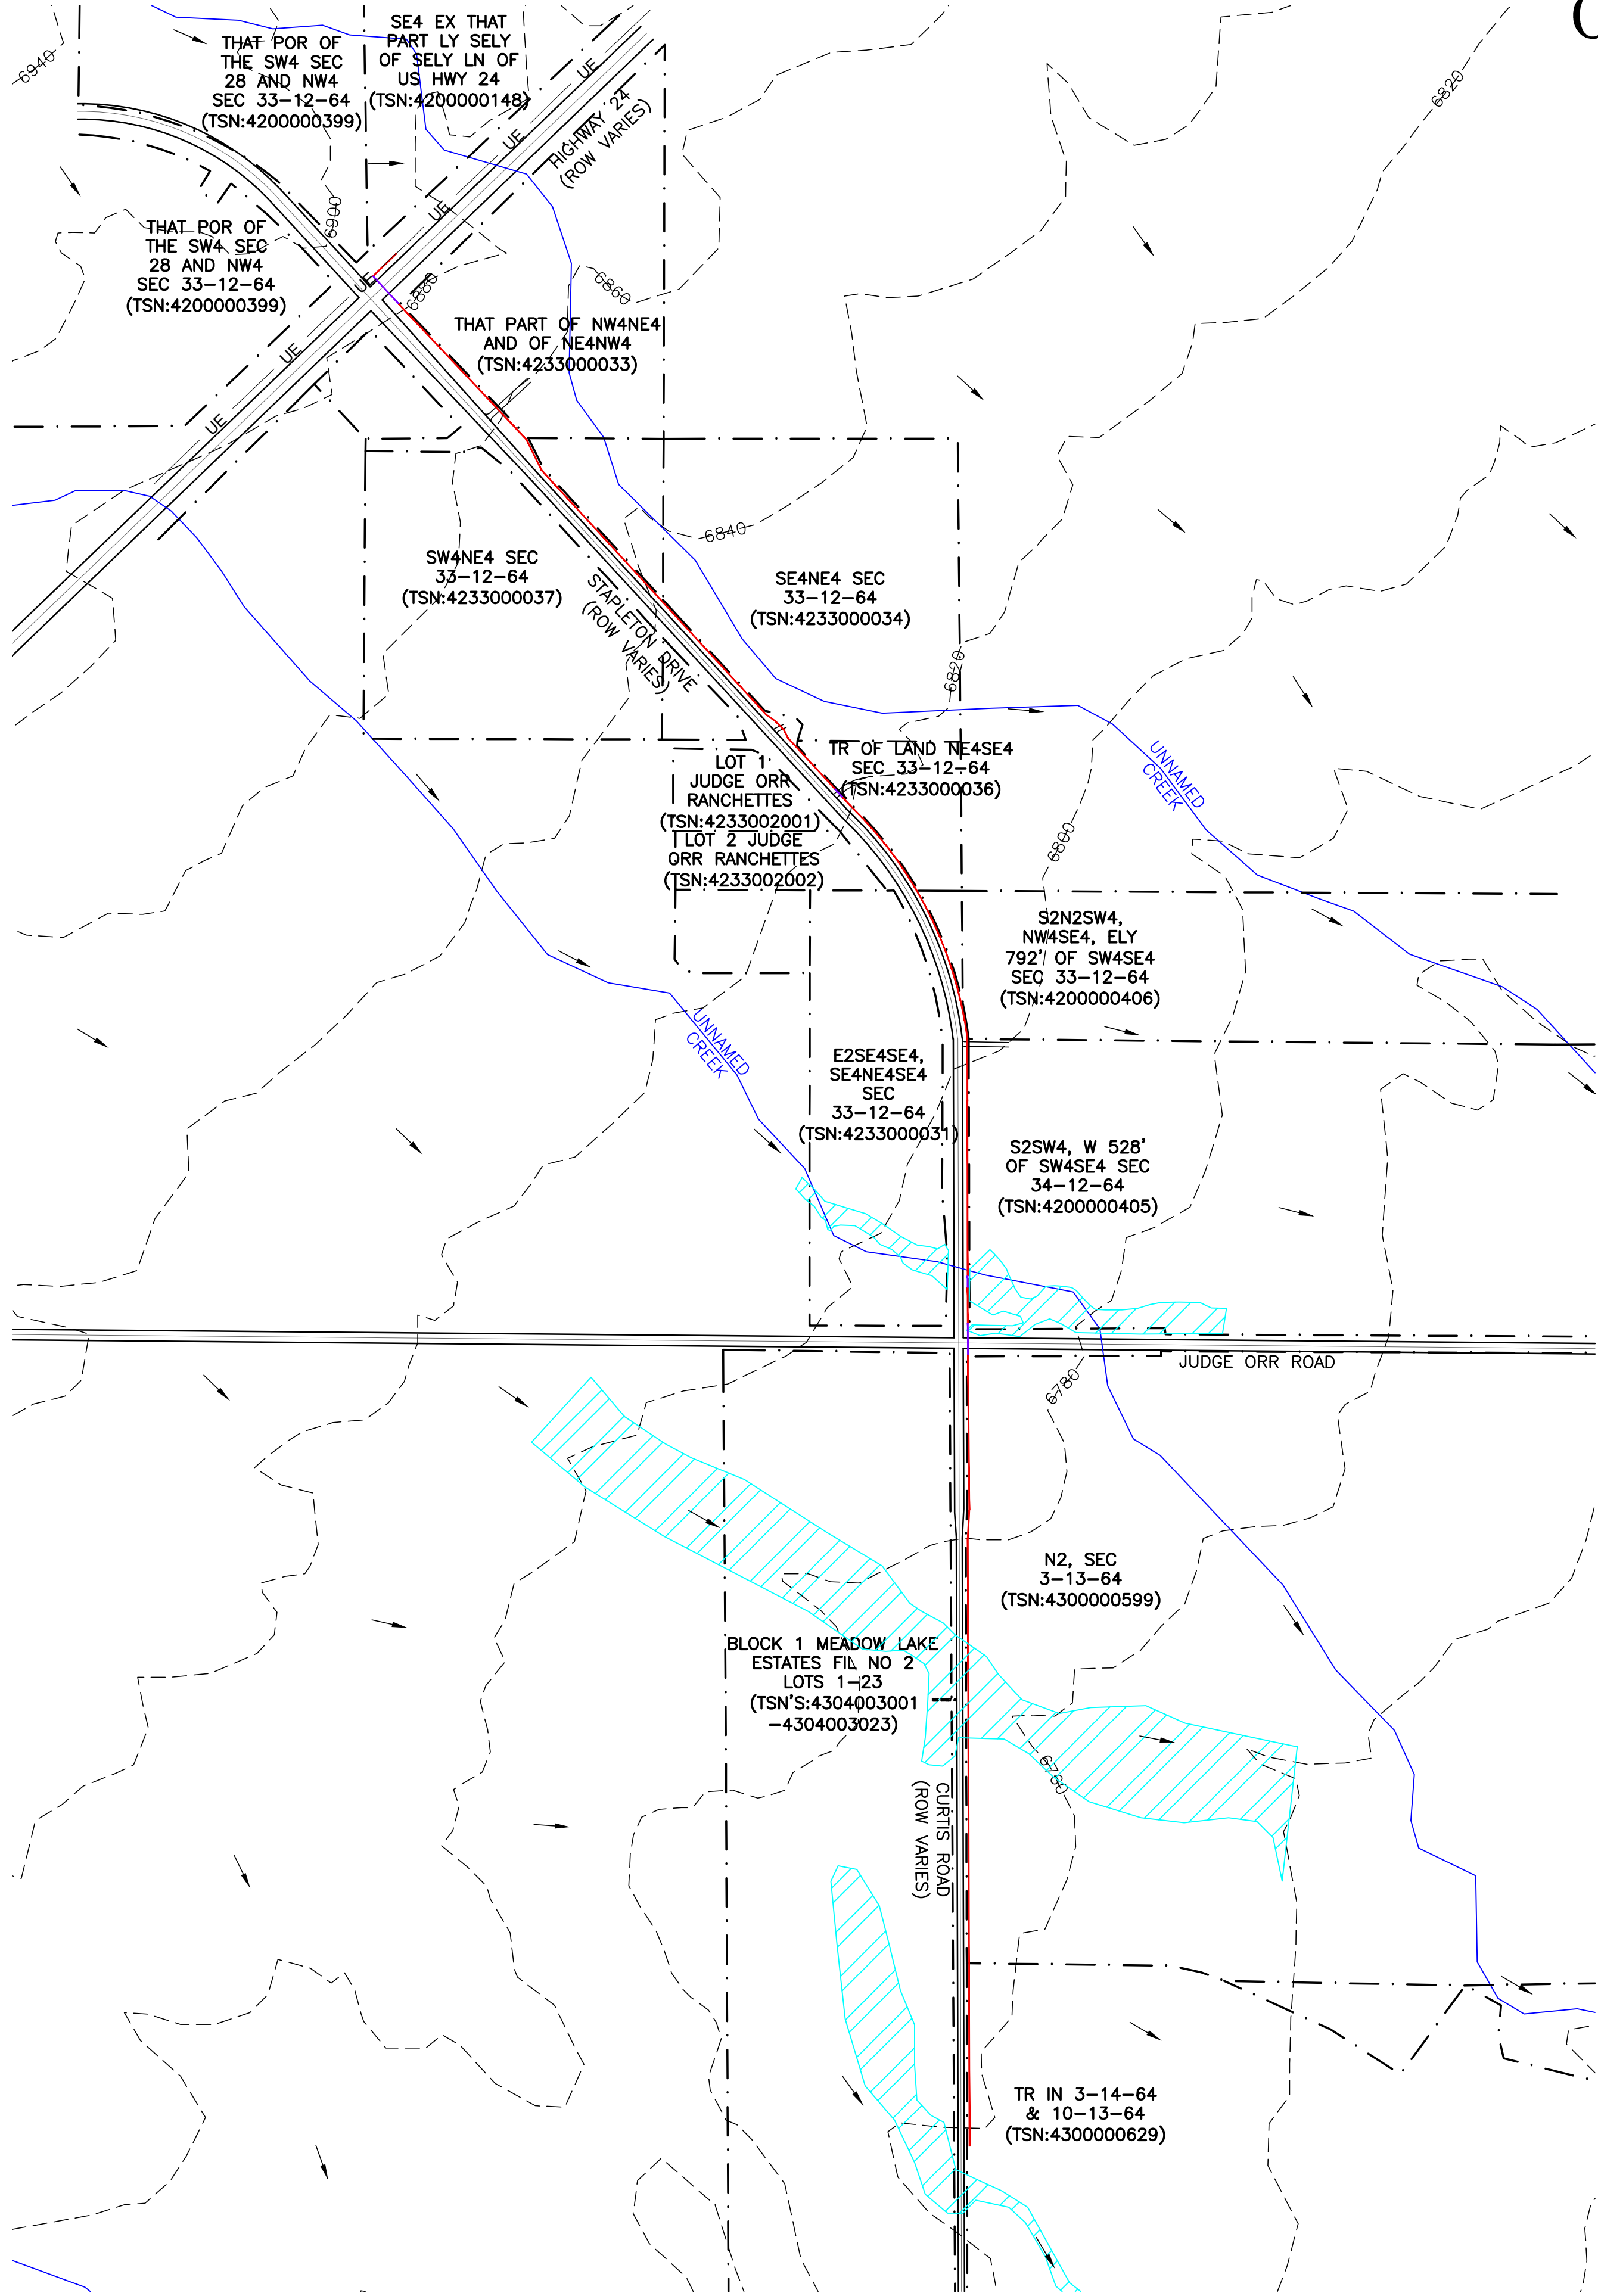 6940
THAT POR OF
THE SW4 SEC
28 AND NW4
SEC 33-12-64
(TSN:4200000399)
SE4 EX THAT
PART LY SELY
OF SELY LN OF
US HWY 24
(TSN:4200000148)
UE
UE
UE
UE
UE
UE
HIGHWAY 24
(ROW VARIES)
6820
6900
THAT POR OF
THE SW4 SEC
28 AND NW4
SEC 33-12-64
(TSN:4200000399)
6880
6860
THAT PART OF NW4NE4
AND OF NE4NW4
(TSN:4233000033)
6840
SW4NE4 SEC
33-12-64
(TSN:4233000037)
STAPLETON DRIVE
(ROW VARIES)
SE4NE4 SEC
33-12-64
(TSN:4233000034)
6820
LOT 1
JUDGE ORR
RANCHETTES
(TSN:4233002001)
LOT 2 JUDGE
ORR RANCHETTES
(TSN:4233002002)
TR OF LAND NE4SE4
SEC 33-12-64
(TSN:4233000036)
UNNAMED
CREEK
6800
S2N2SW4,
NW4SE4, ELY
792' OF SW4SE4
SEC 33-12-64
(TSN:4200000406)
UNNAMED
CREEK
E2SE4SE4,
SE4NE4SE4
SEC
33-12-64
(TSN:4233000031)
S2SW4, W 528'
OF SW4SE4 SEC
34-12-64
(TSN:4200000405)
JUDGE ORR ROAD
6780
N2, SEC
3-13-64
(TSN:4300000599)
BLOCK 1 MEADOW LAKE
ESTATES FIL NO 2
LOTS 1-23
(TSN'S:4304003001
-4304003023)
6760
CURTIS ROAD
(ROW VARIES)
TR IN 3-14-64
& 10-13-64
(TSN:4300000629)